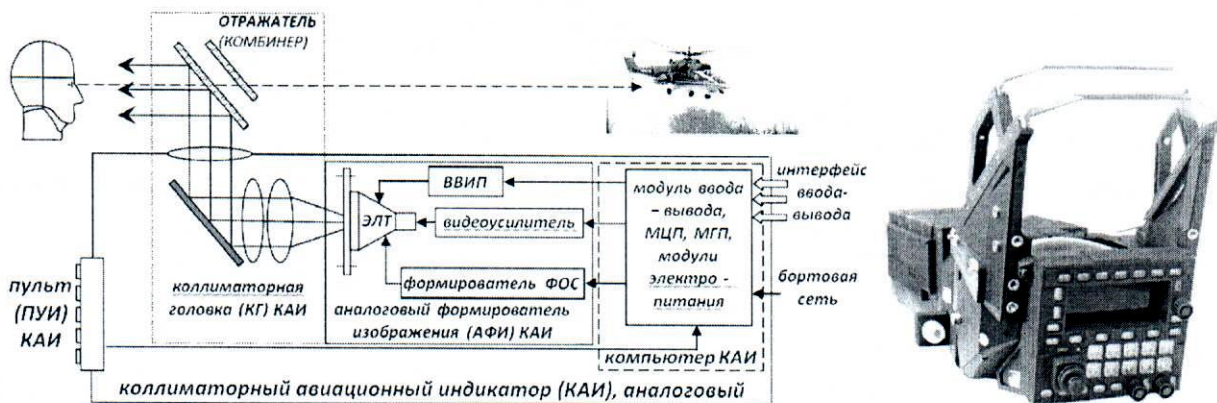 ОТРАЖАТЕЛЬ
(КОМБИНЕР)
ВВИП
видеоусилитель
ЭЛТ
формирователь ФОС
модуль ввода
– вывода,
МЦП, МГП,
модули
электро -
питания
интерфейс
ввода-
вывода
бортовая
сеть
пульт
(ПУИ)
КАИ
коллиматорная
головка (КГ) КАИ
аналоговый формирователь
изображения (АФИ) КАИ
компьютер КАИ
коллиматорный авиационный индикатор (КАИ), аналоговый